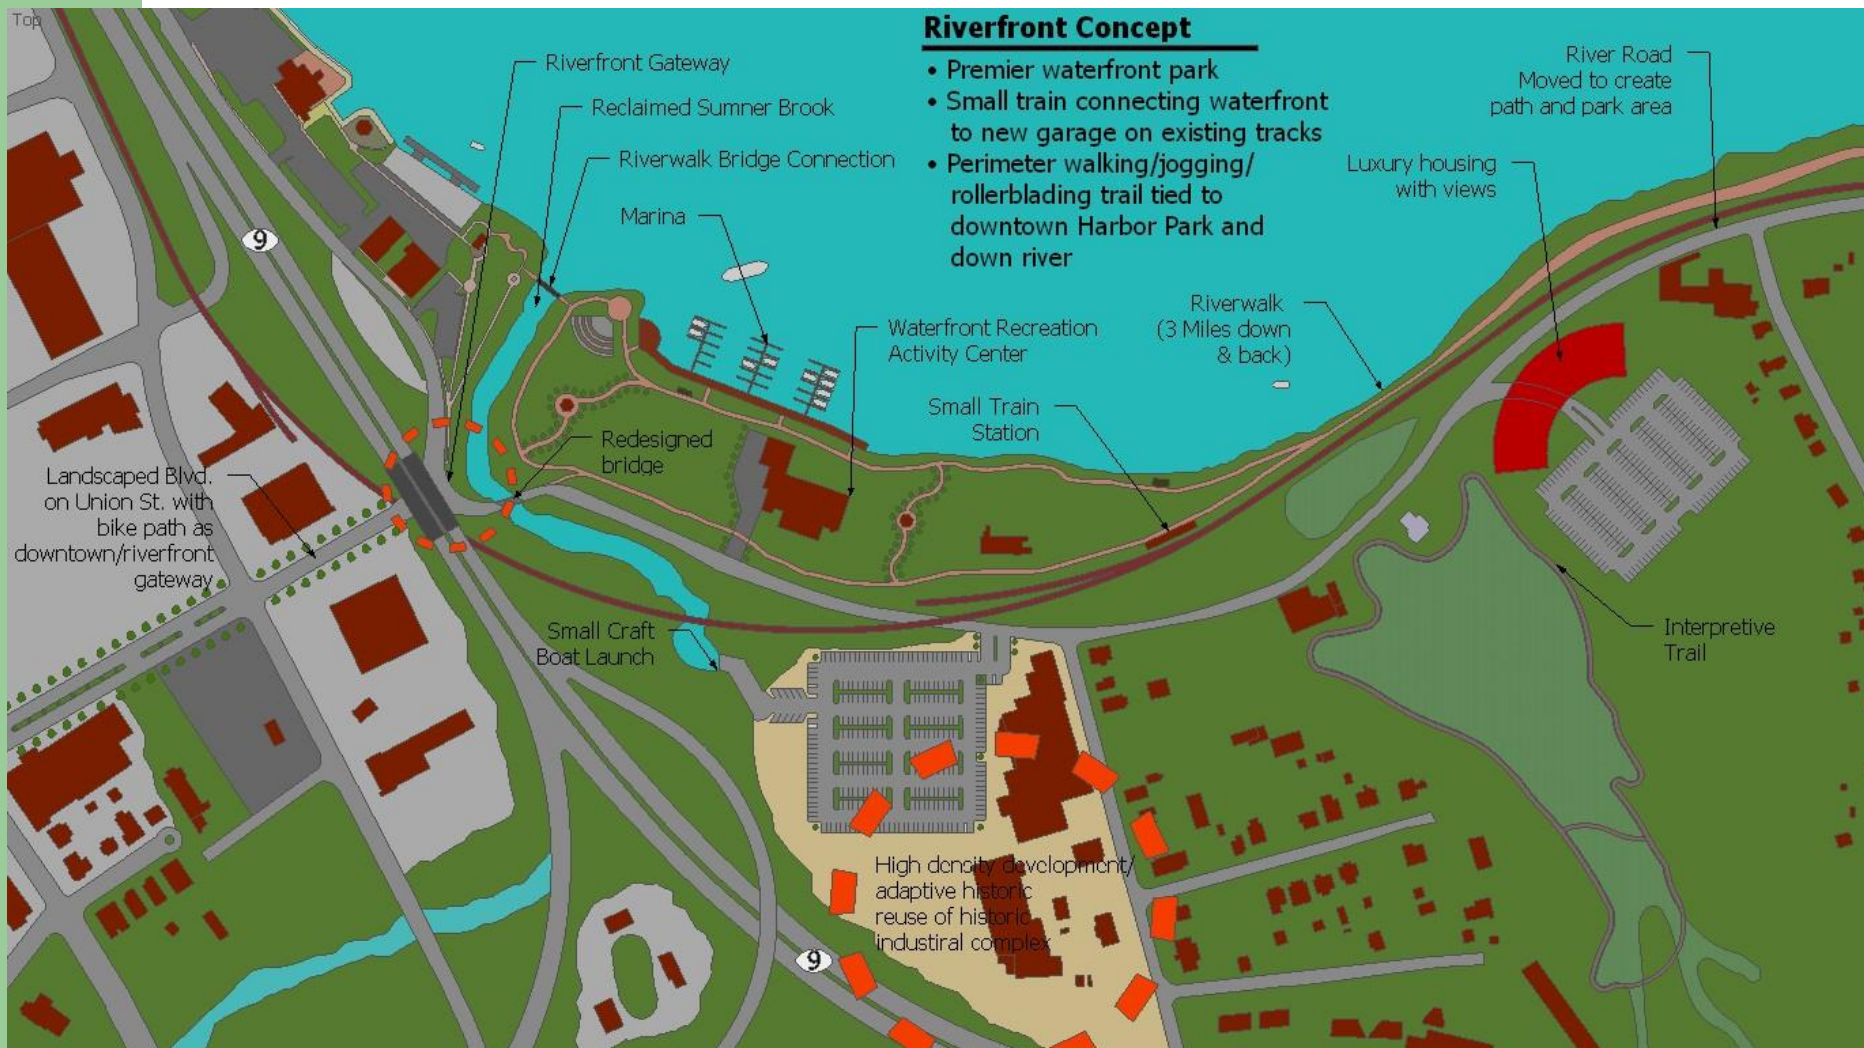 Top
Riverfront Concept
• Premier waterfront park
• Small train connecting waterfront
to new garage on existing tracks
• Perimeter walking/jogging/
rollerblading trail tied to
downtown Harbor Park and
down river
Riverfront Gateway
Reclaimed Sumner Brook
Riverwalk Bridge Connection
Marina
River Road
Moved to create
path and park area
Luxury housing
with views
9
Riverwalk
(3 Miles down
& back)
Waterfront Recreation
Activity Center
Small Train
Station
Redesigned
bridge
Landscaped Blvd.
on Union St. with
bike path as
downtown/riverfront
gateway
Small Craft
Boat Launch
Interpretive
Trail
High density development/
adaptive historic
reuse of historic
industiral complex
9